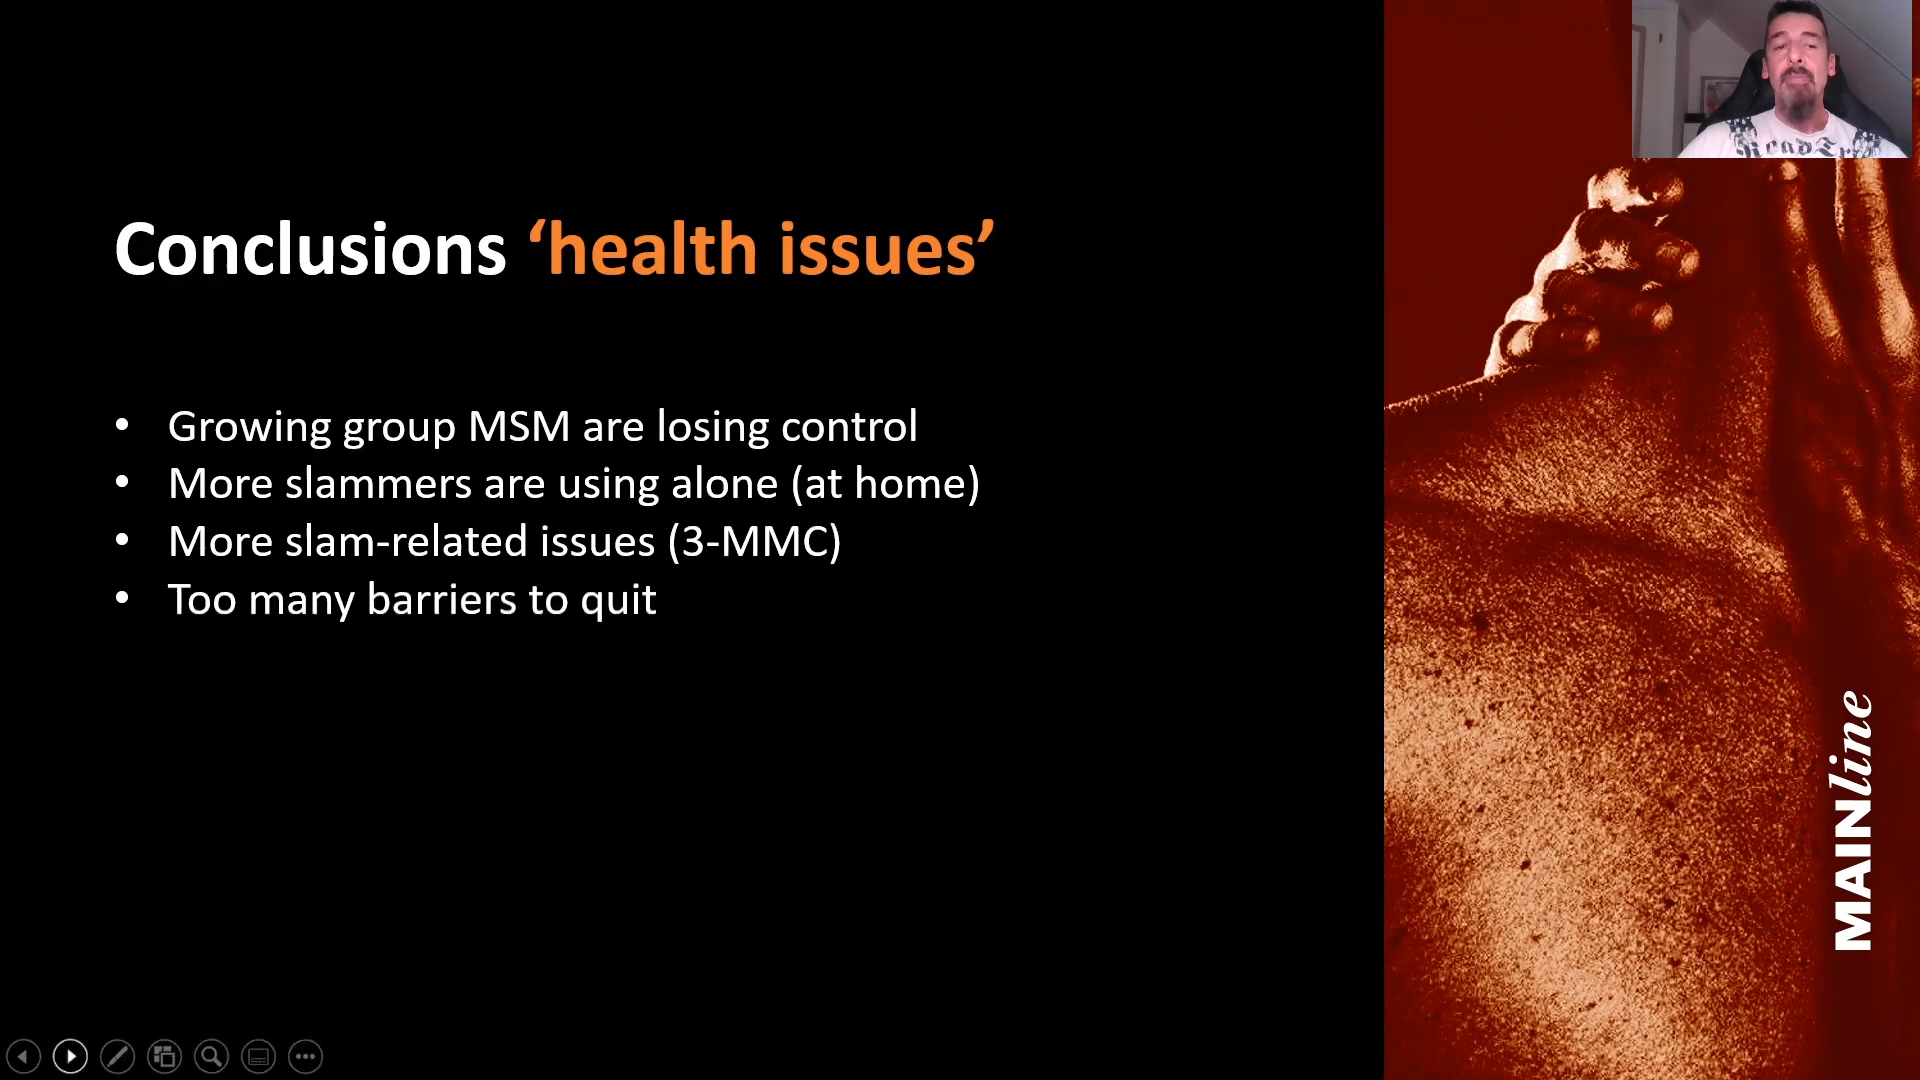 Conclusions ‘health issues’
• Growing group MSM are losing control
• More slammers are using alone (at home)
• More slam-related issues (3-MMC)
• Too many barriers to quit
MAINline